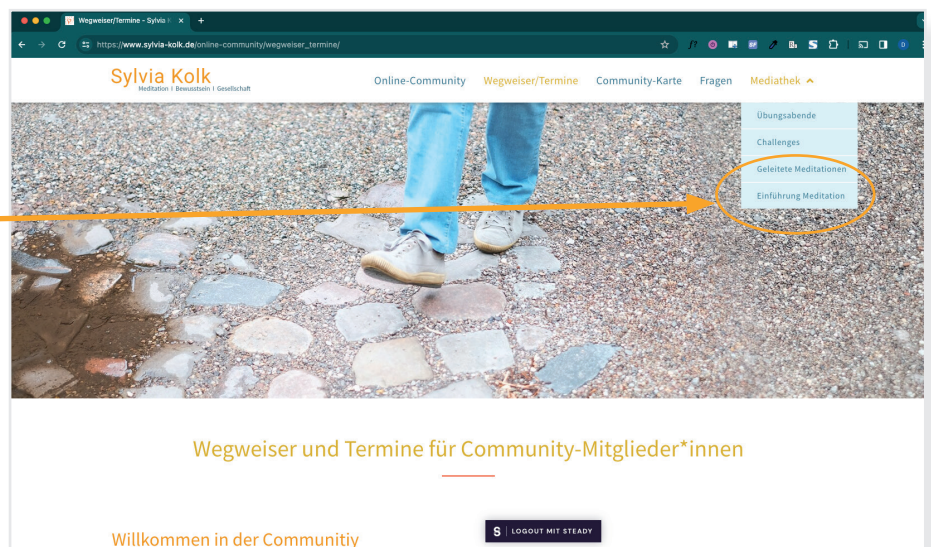 Wegweiser/Termine – Sylvia K
https://www.sylvia-kolk.de/online-community/wegweiser_termine/
Sylvia Kolk
Meditation I Bewusstsein I Gesellschaft
Online-Community Wegweiser/Termine Community-Karte Fragen Mediathek
Übungsabende
Challenges
Geleitete Meditationen
Einführung Meditation
Wegweiser und Termine für Community-Mitglieder*innen
S | LOGOUT MIT STEADY
Willkommen in der Communitiy